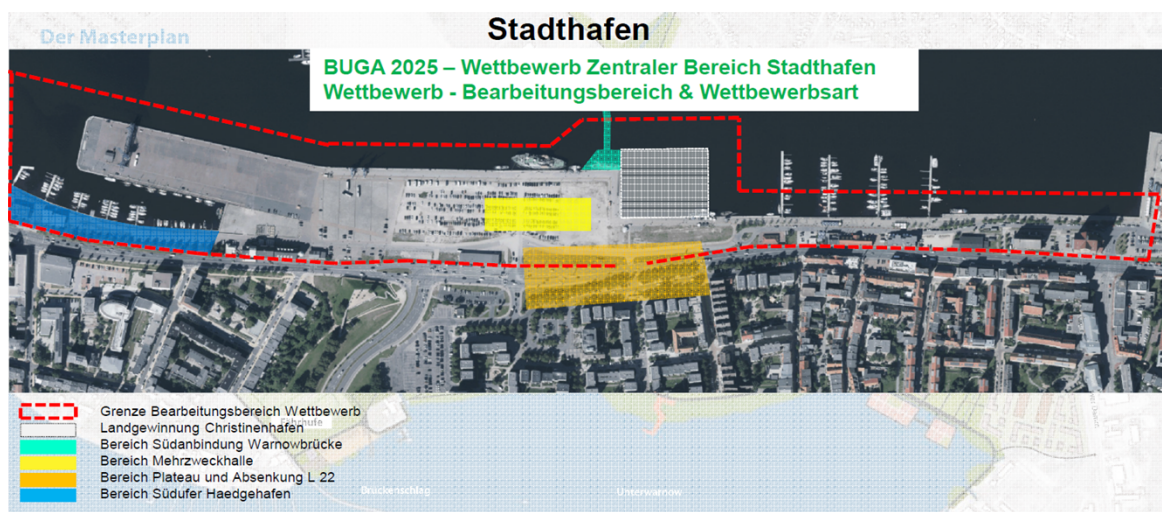 Stadthafen
Der Masterplan
BUGA 2025 – Wettbewerb Zentraler Bereich Stadthafen
Wettbewerb - Bearbeitungsbereich & Wettbewerbsart
Grenze Bearbeitungsbereich Wettbewerb
Landgewinnung Christinenhafen
Bereich Südanbindung Warnowbrücke
Bereich Mehrzweckhalle
Bereich Plateau und Absenkung L 22
Bereich Südufer Haedgehafen
Brückenschlag
Unterwarnow